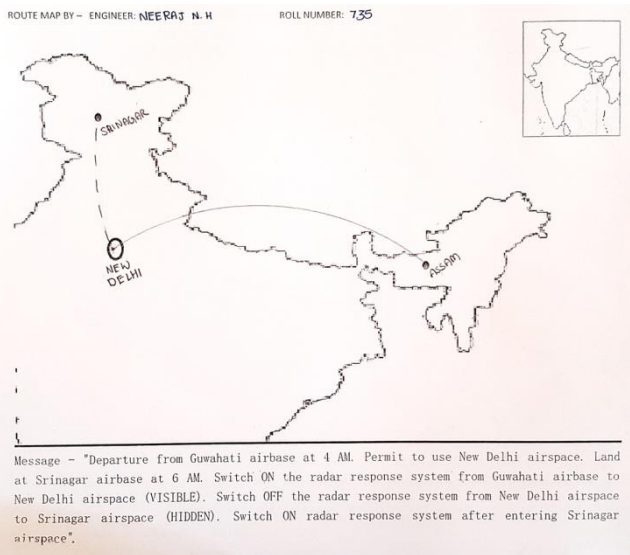 ROUTE MAP BY – ENGINEER: NEERAJ N.H ROLL NUMBER: 735
SRINAGAR
NEW
DELHI
ASSAM
Message – "Departure from Guwahati airbase at 4 AM. Permit to use New Delhi airspace. Land
at Srinagar airbase at 6 AM. Switch ON the radar response system from Guwahati airbase to
New Delhi airspace (VISIBLE). Switch OFF the radar response system from New Delhi airspace
to Srinagar airspace (HIDDEN). Switch ON radar response system after entering Srinagar
airspace".